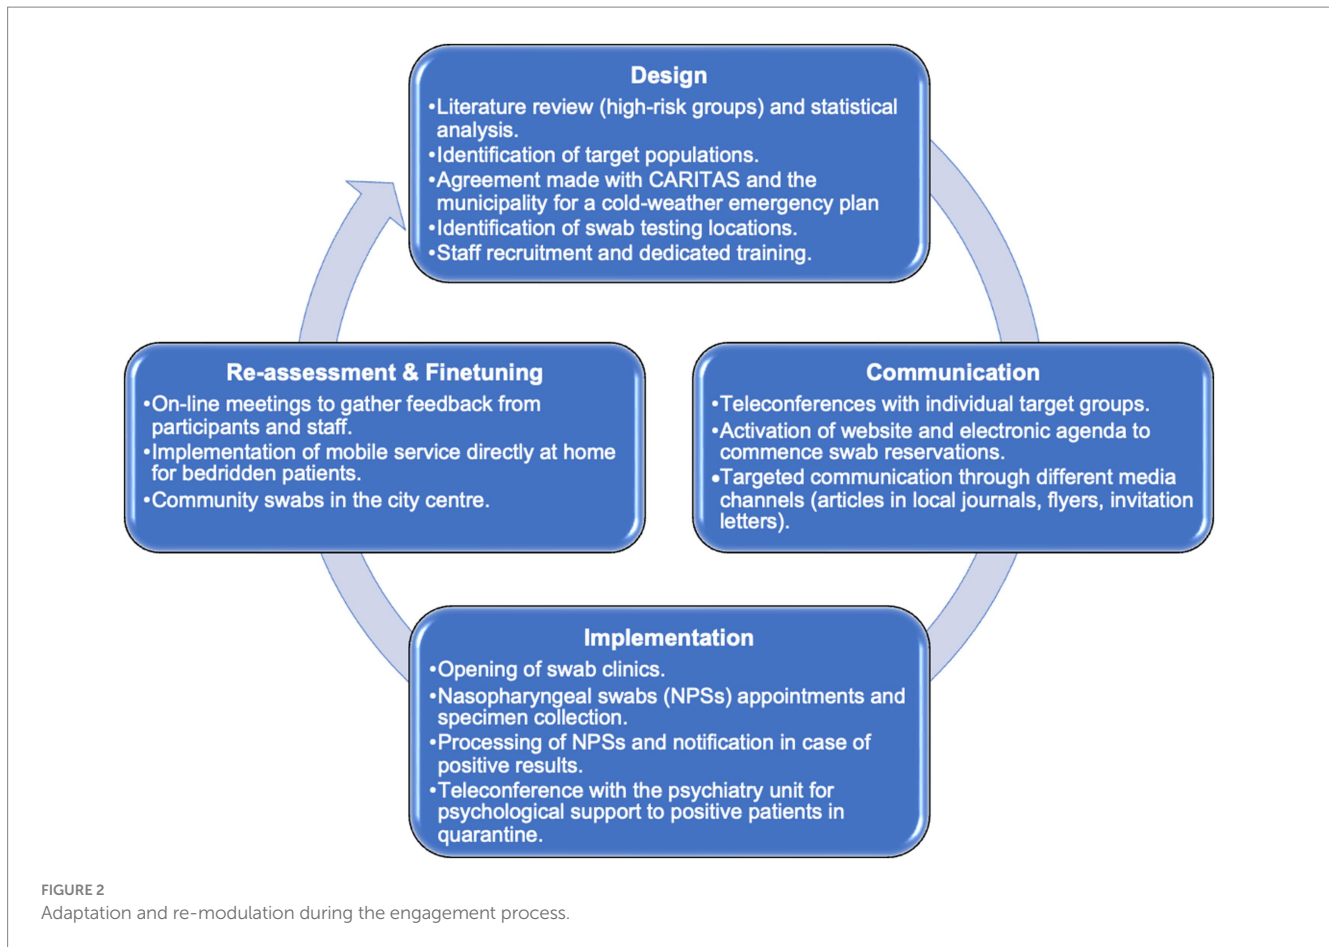 Design
•Literature review (high-risk groups) and statistical
analysis.
•Identification of target populations.
•Agreement made with CARITAS and the
municipality for a cold-weather emergency plan
•Identification of swab testing locations.
•Staff recruitment and dedicated training.
Re-assessment & Finetuning
•On-line meetings to gather feedback from
participants and staff.
•Implementation of mobile service directly at home
for bedridden patients.
•Community swabs in the city centre.
Communication
•Teleconferences with individual target groups.
•Activation of website and electronic agenda to
commence swab reservations.
•Targeted communication through different media
channels (articles in local journals, flyers, invitation
letters).
Implementation
•Opening of swab clinics.
•Nasopharyngeal swabs (NPSs) appointments and
specimen collection.
•Processing of NPSs and notification in case of
positive results.
•Teleconference with the psychiatry unit for
psychological support to positive patients in
quarantine.
FIGURE 2
Adaptation and re-modulation during the engagement process.